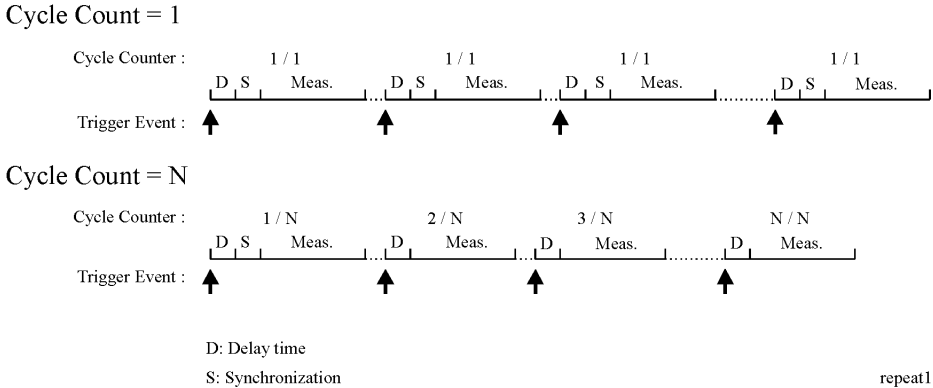 Cycle Count = 1
Cycle Counter : 1 / 1 1 / 1 1 / 1 1 / 1
D S Meas. D S Meas. D S Meas. D S Meas.
Trigger Event :
Cycle Count = N
Cycle Counter : 1 / N 2 / N 3 / N N / N
D S Meas. D Meas. D Meas. D Meas.
Trigger Event :
D: Delay time
S: Synchronization repeat1